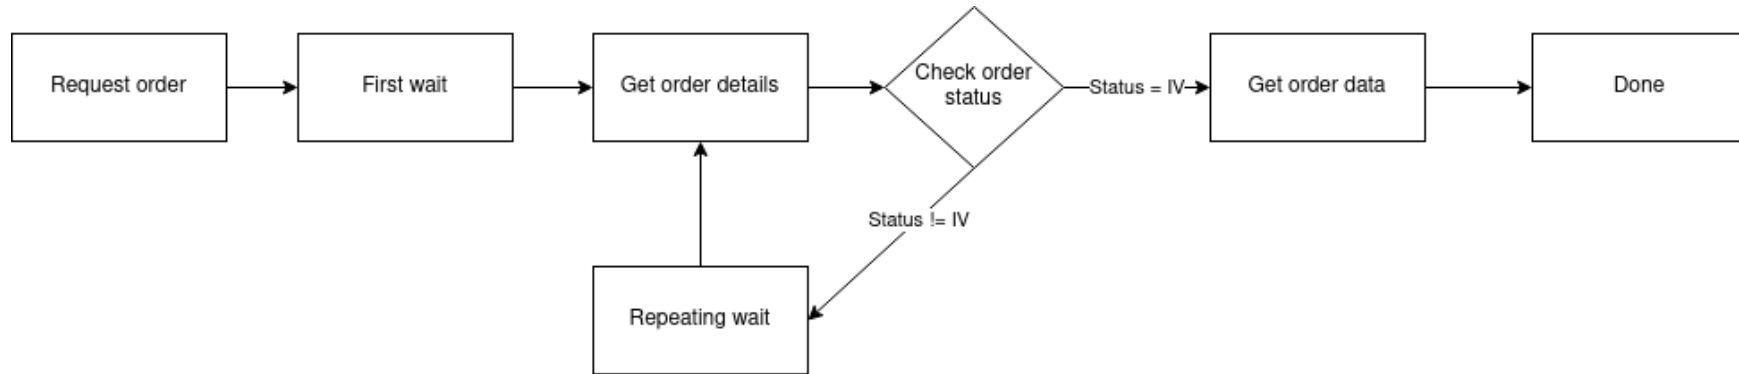 Request order
First wait
Get order details
Check order
status
Status = IV
Get order data
Done
Status != IV
Repeating wait